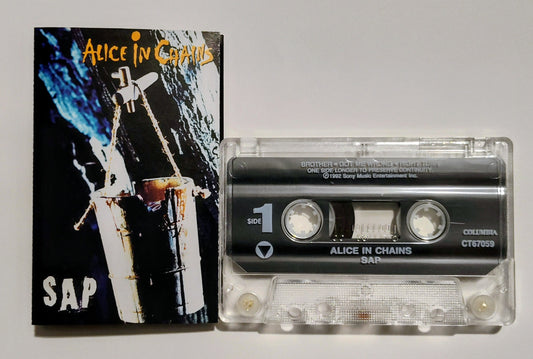 ALICE IN CHAINS
SAP
BROTHER • GOT ME WRONG • RIGHT TURN
ONE SIDE LONGER TO PRESERVE CONTINUITY.
©1992 Sony Music Entertainment Inc.
SIDE 1
COLUMBIA
CT67059
ALICE IN CHAINS
SAP